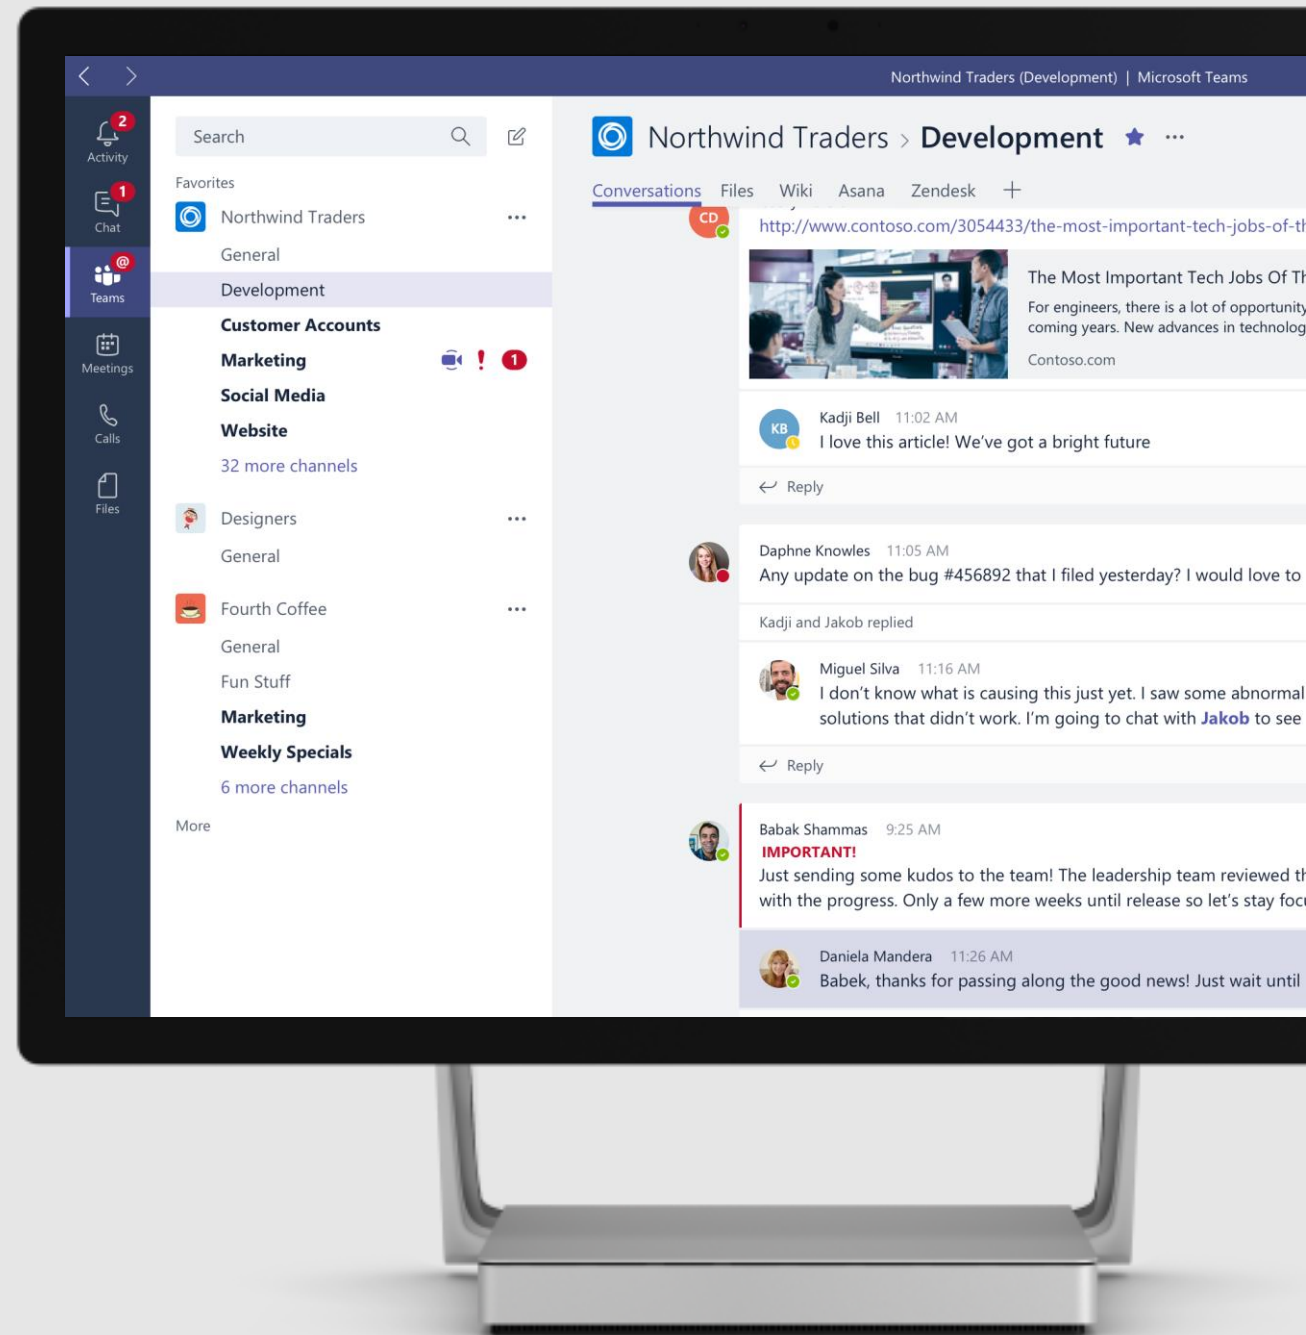 Northwind Traders (Development) | Microsoft Teams
2
Activity
1
Chat
@
Teams
Meetings
Calls
Files
Search
Favorites
Northwind Traders
General
Development
Customer Accounts
Marketing ! 1
Social Media
Website
32 more channels
Designers
General
Fourth Coffee
General
Fun Stuff
Marketing
Weekly Specials
6 more channels
More
Northwind Traders > Development
Conversations Files Wiki Asana Zendesk
CD
http://www.contoso.com/3054433/the-most-important-tech-jobs-of-th
The Most Important Tech Jobs Of Th
For engineers, there is a lot of opportunity
coming years. New advances in technolog
Contoso.com
KB
Kadji Bell 11:02 AM
I love this article! We've got a bright future
Reply
Daphne Knowles 11:05 AM
Any update on the bug #456892 that I filed yesterday? I would love to
Kadji and Jakob replied
Miguel Silva 11:16 AM
I don't know what is causing this just yet. I saw some abnormal
solutions that didn't work. I'm going to chat with Jakob to see
Reply
Babak Shammas 9:25 AM
IMPORTANT!
Just sending some kudos to the team! The leadership team reviewed th
with the progress. Only a few more weeks until release so let's stay focu
Daniela Mandera 11:26 AM
Babek, thanks for passing along the good news! Just wait until